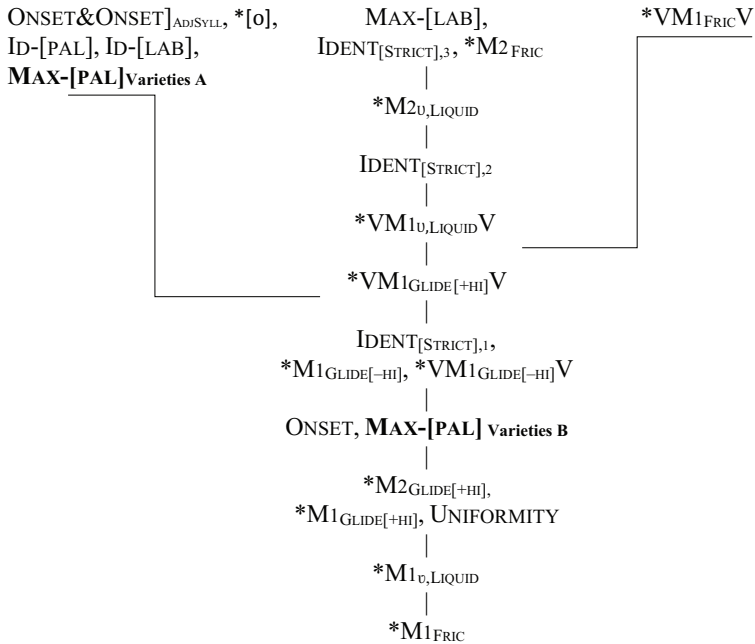 ONSET&ONSET]ADJSYLL, *[o],
ID-[PAL], ID-[LAB],
MAX-[PAL]Varieties A
MAX-[LAB],
IDENT[STRICT],3, *M2 FRIC
*VM1FRICV
*M2ʋ,LIQUID
IDENT[STRICT],2
*VM1ʋ,LIQUIDV
*VM1GLIDE[+HI]V
IDENT[STRICT],1,
*M1GLIDE[–HI], *VM1GLIDE[–HI]V
ONSET, MAX-[PAL] Varieties B
*M2GLIDE[+HI],
*M1GLIDE[+HI], UNIFORMITY
*M1ʋ,LIQUID
*M1FRIC